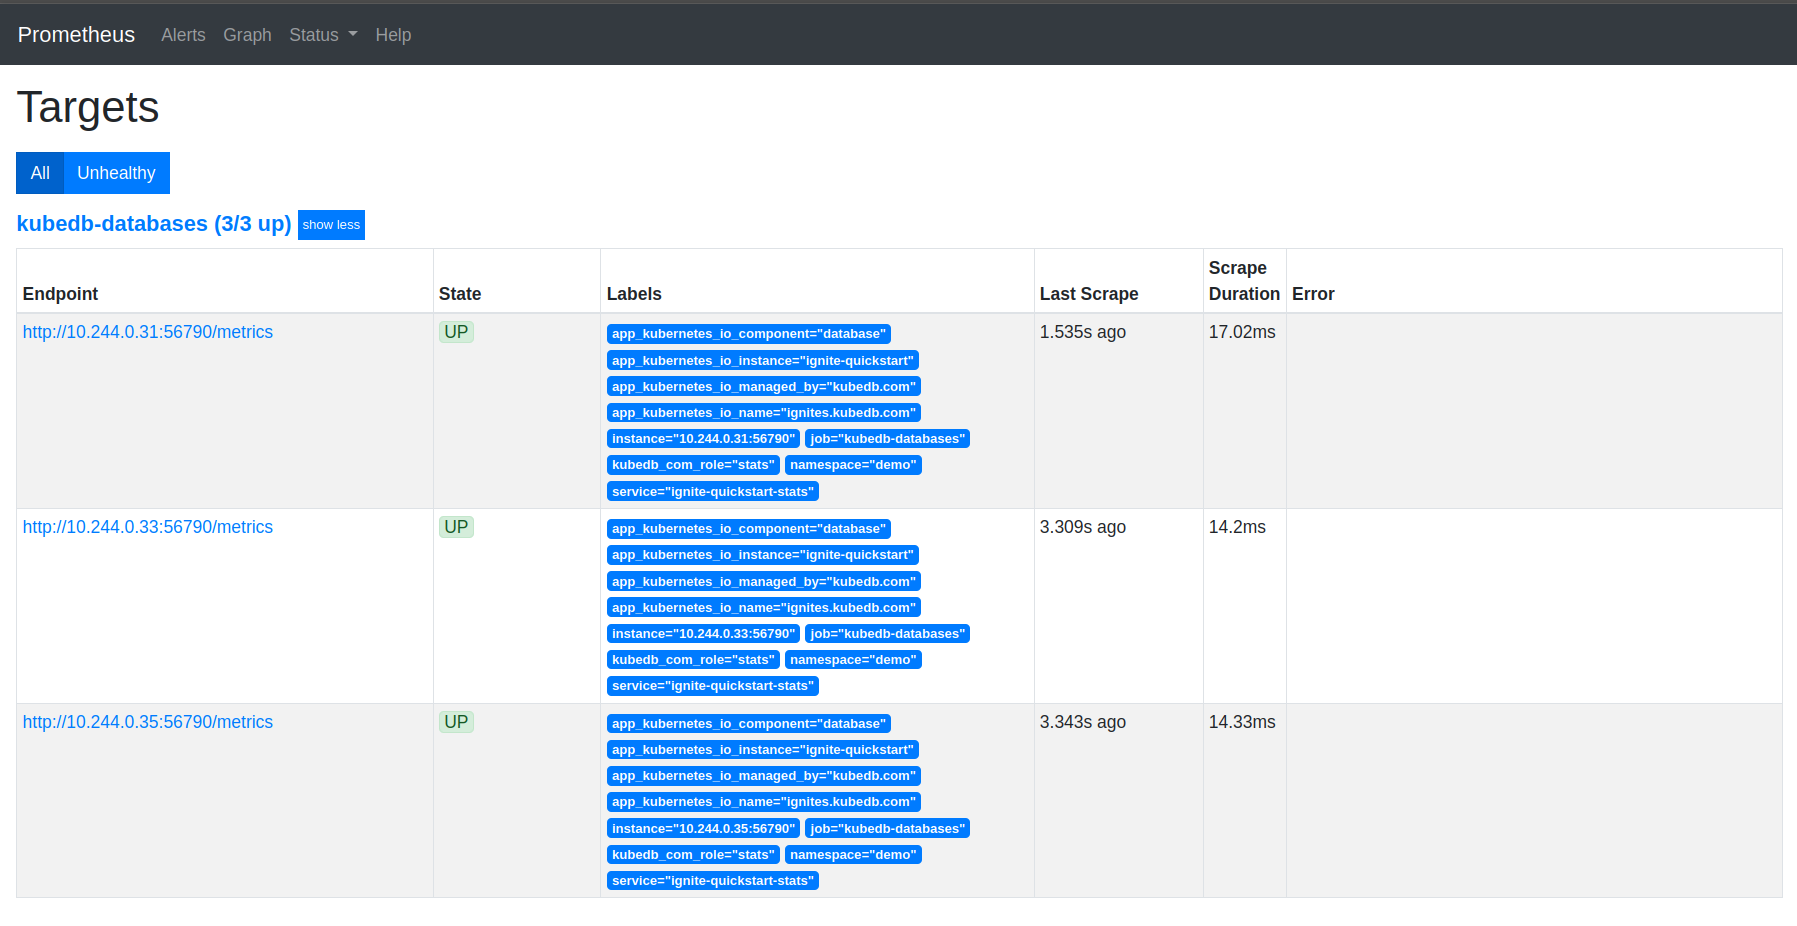 Prometheus Alerts Graph Status Help
Targets
All Unhealthy
kubedb-databases (3/3 up) show less
Endpoint State Labels Last Scrape Scrape Duration Error
http://10.244.0.31:56790/metrics UP app_kubernetes_io_component="database" 1.535s ago 17.02ms
app_kubernetes_io_instance="ignite-quickstart"
app_kubernetes_io_managed_by="kubedb.com"
app_kubernetes_io_name="ignites.kubedb.com"
instance="10.244.0.31:56790" job="kubedb-databases"
kubedb_com_role="stats" namespace="demo"
service="ignite-quickstart-stats"
http://10.244.0.33:56790/metrics UP app_kubernetes_io_component="database" 3.309s ago 14.2ms
app_kubernetes_io_instance="ignite-quickstart"
app_kubernetes_io_managed_by="kubedb.com"
app_kubernetes_io_name="ignites.kubedb.com"
instance="10.244.0.33:56790" job="kubedb-databases"
kubedb_com_role="stats" namespace="demo"
service="ignite-quickstart-stats"
http://10.244.0.35:56790/metrics UP app_kubernetes_io_component="database" 3.343s ago 14.33ms
app_kubernetes_io_instance="ignite-quickstart"
app_kubernetes_io_managed_by="kubedb.com"
app_kubernetes_io_name="ignites.kubedb.com"
instance="10.244.0.35:56790" job="kubedb-databases"
kubedb_com_role="stats" namespace="demo"
service="ignite-quickstart-stats"